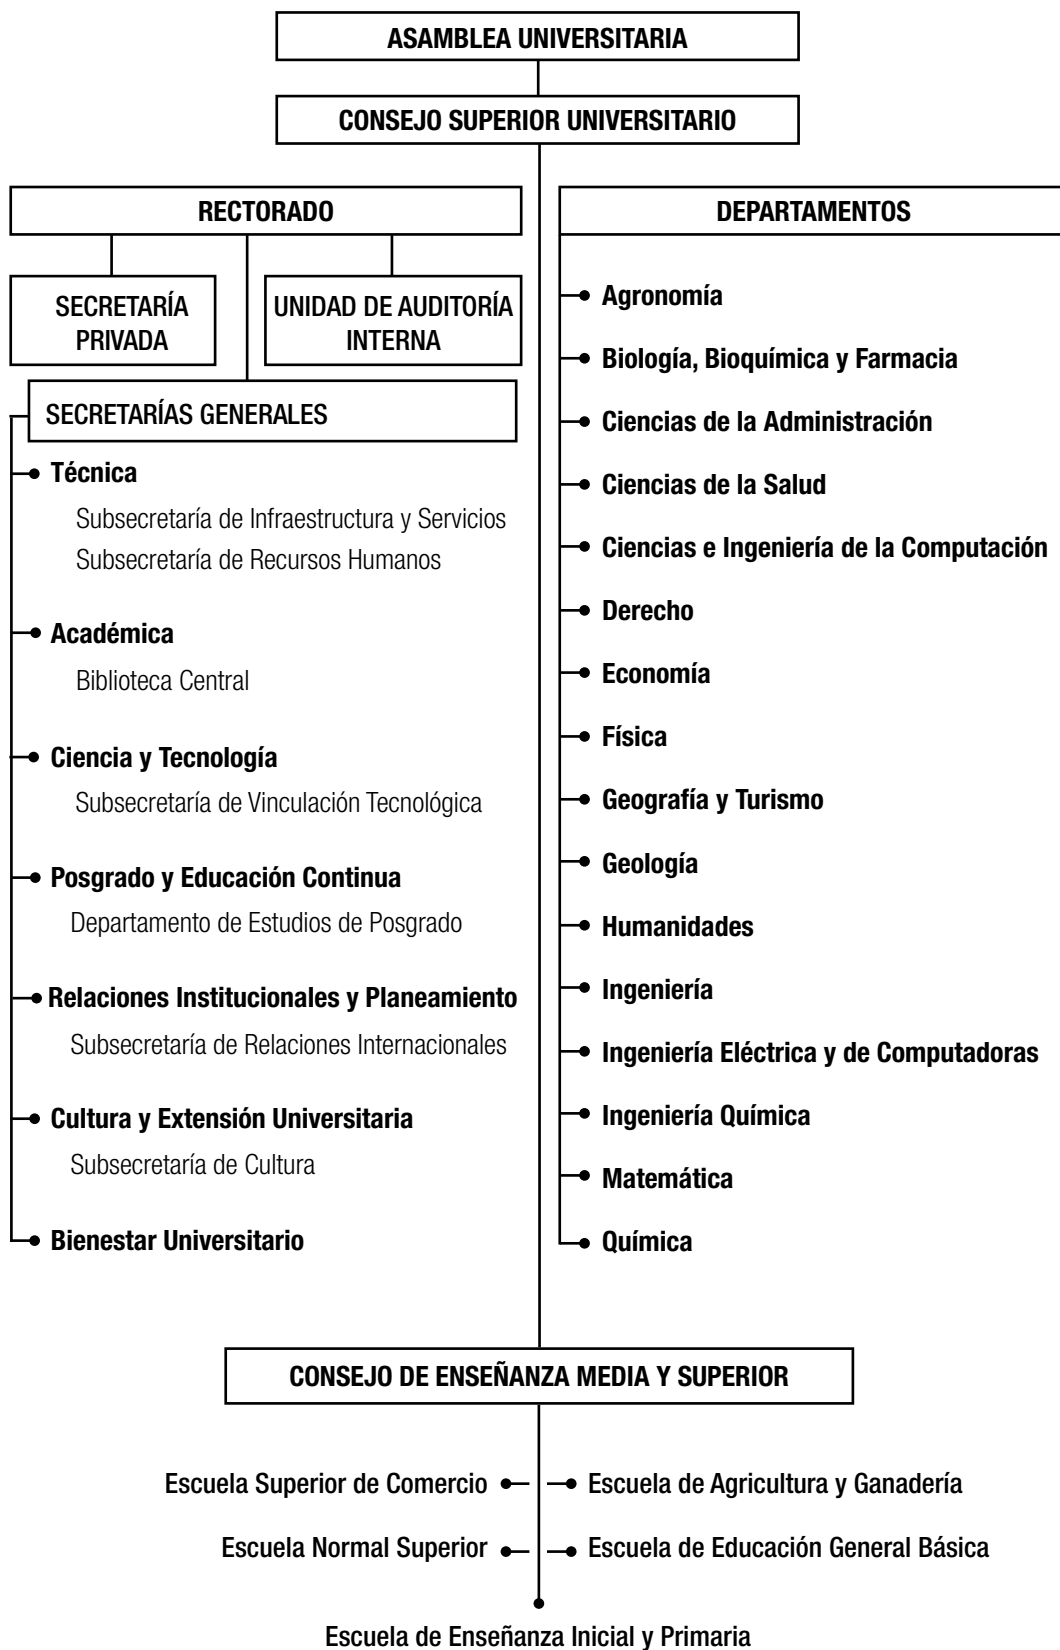 ASAMBLEA UNIVERSITARIA
CONSEJO SUPERIOR UNIVERSITARIO
RECTORADO
SECRETARÍA
PRIVADA
UNIDAD DE AUDITORÍA
INTERNA
SECRETARÍAS GENERALES
Técnica
Subsecretaría de Infraestructura y Servicios
Subsecretaría de Recursos Humanos
Académica
Biblioteca Central
Ciencia y Tecnología
Subsecretaría de Vinculación Tecnológica
Posgrado y Educación Continua
Departamento de Estudios de Posgrado
Relaciones Institucionales y Planeamiento
Subsecretaría de Relaciones Internacionales
Cultura y Extensión Universitaria
Subsecretaría de Cultura
Bienestar Universitario
DEPARTAMENTOS
Agronomía
Biología, Bioquímica y Farmacia
Ciencias de la Administración
Ciencias de la Salud
Ciencias e Ingeniería de la Computación
Derecho
Economía
Física
Geografía y Turismo
Geología
Humanidades
Ingeniería
Ingeniería Eléctrica y de Computadoras
Ingeniería Química
Matemática
Química
CONSEJO DE ENSEÑANZA MEDIA Y SUPERIOR
Escuela Superior de Comercio
Escuela de Agricultura y Ganadería
Escuela Normal Superior
Escuela de Educación General Básica
Escuela de Enseñanza Inicial y Primaria